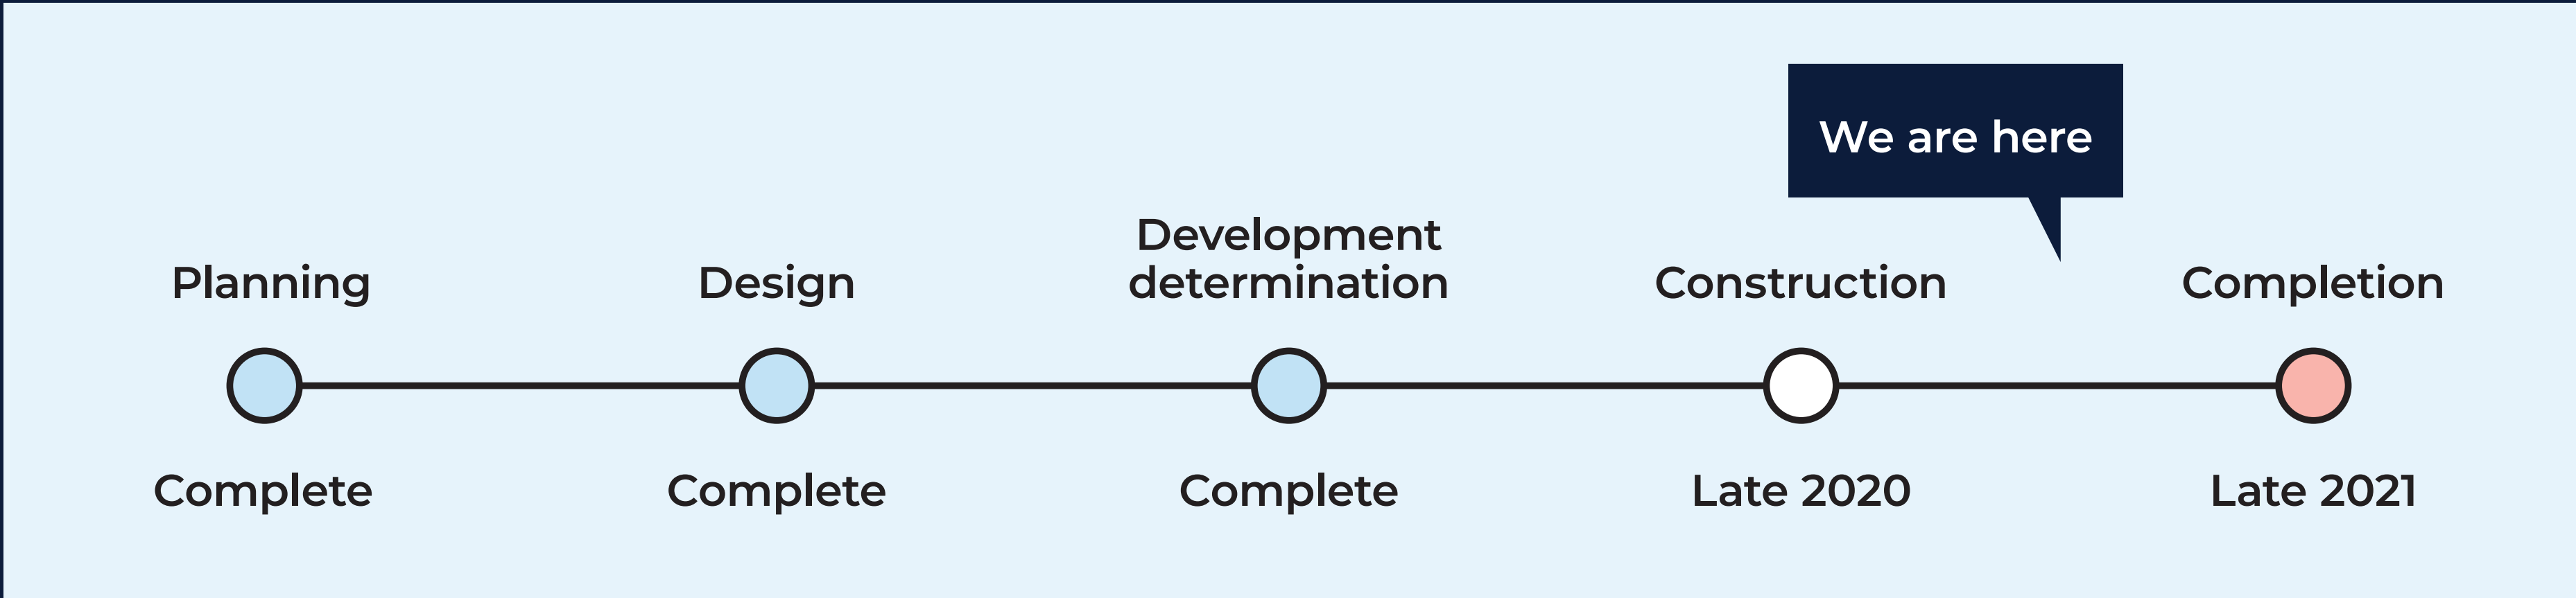 We are here
Planning
Design
Development
determination
Construction
Completion
Complete
Complete
Complete
Late 2020
Late 2021